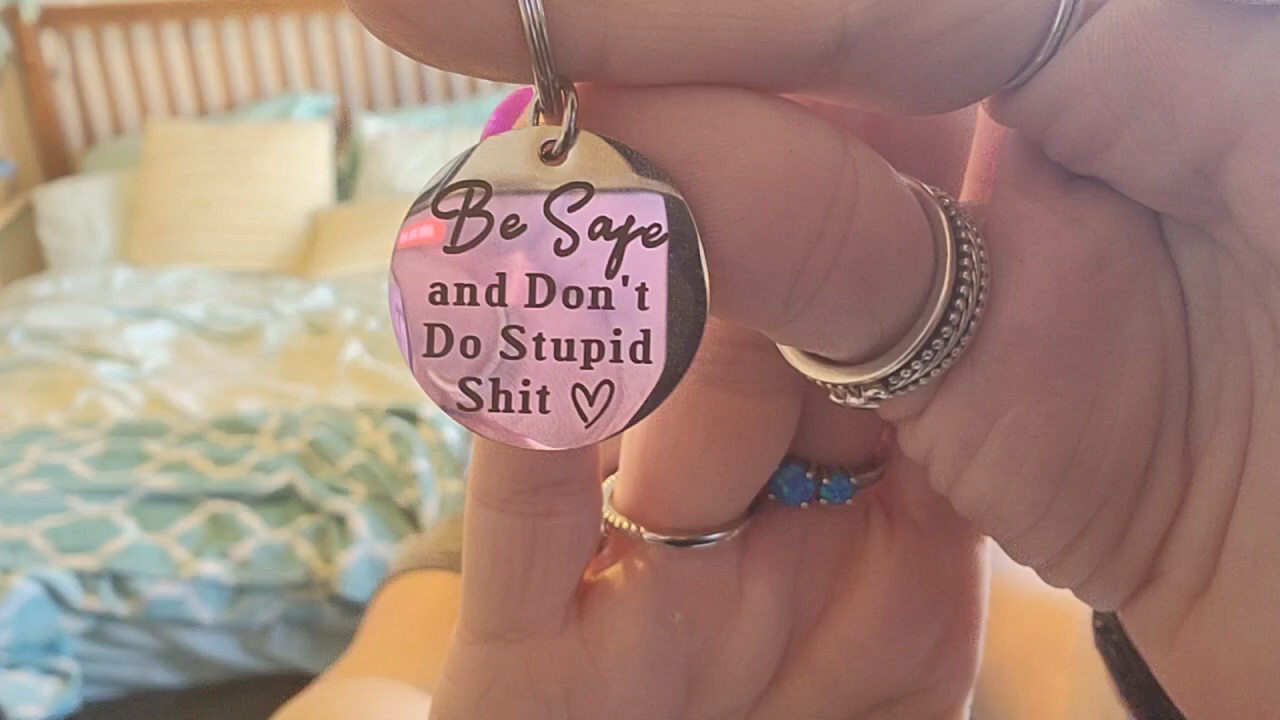 Be Safe
and Don't
Do Stupid
Shit ♡